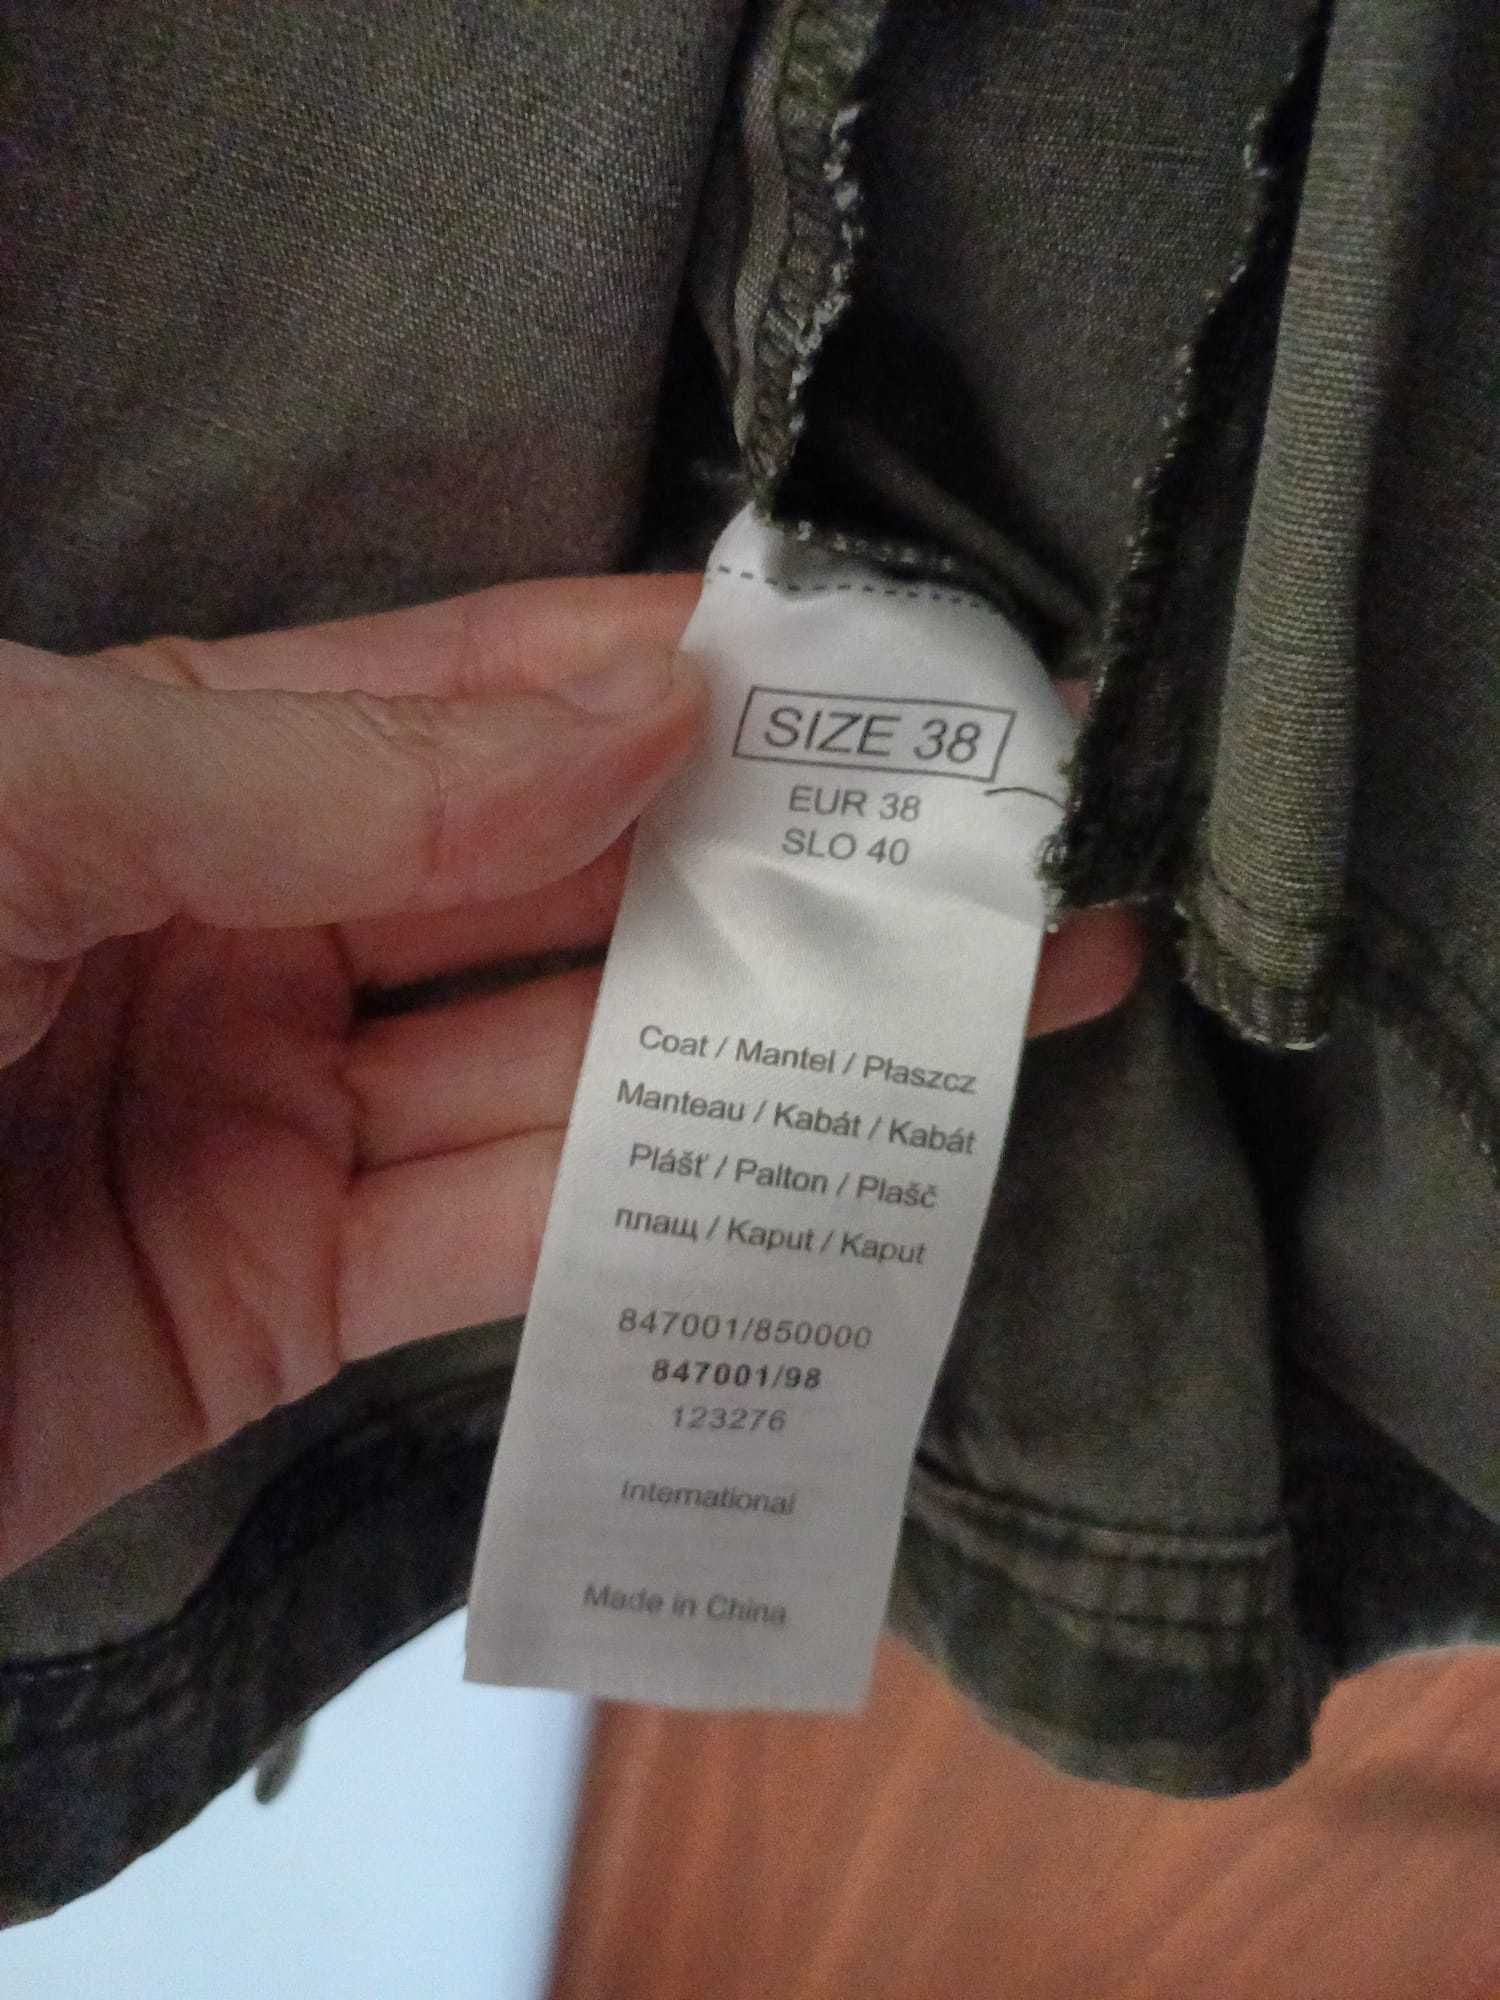 SIZE 38
EUR 38
SLO 40
Coat / Mantel / Płaszcz
Manteau / Kabát / Kabát
Plášť / Palton / Plašč
плащ / Kaput / Kaput
847001/850000
847001/98
123276
International
Made in China